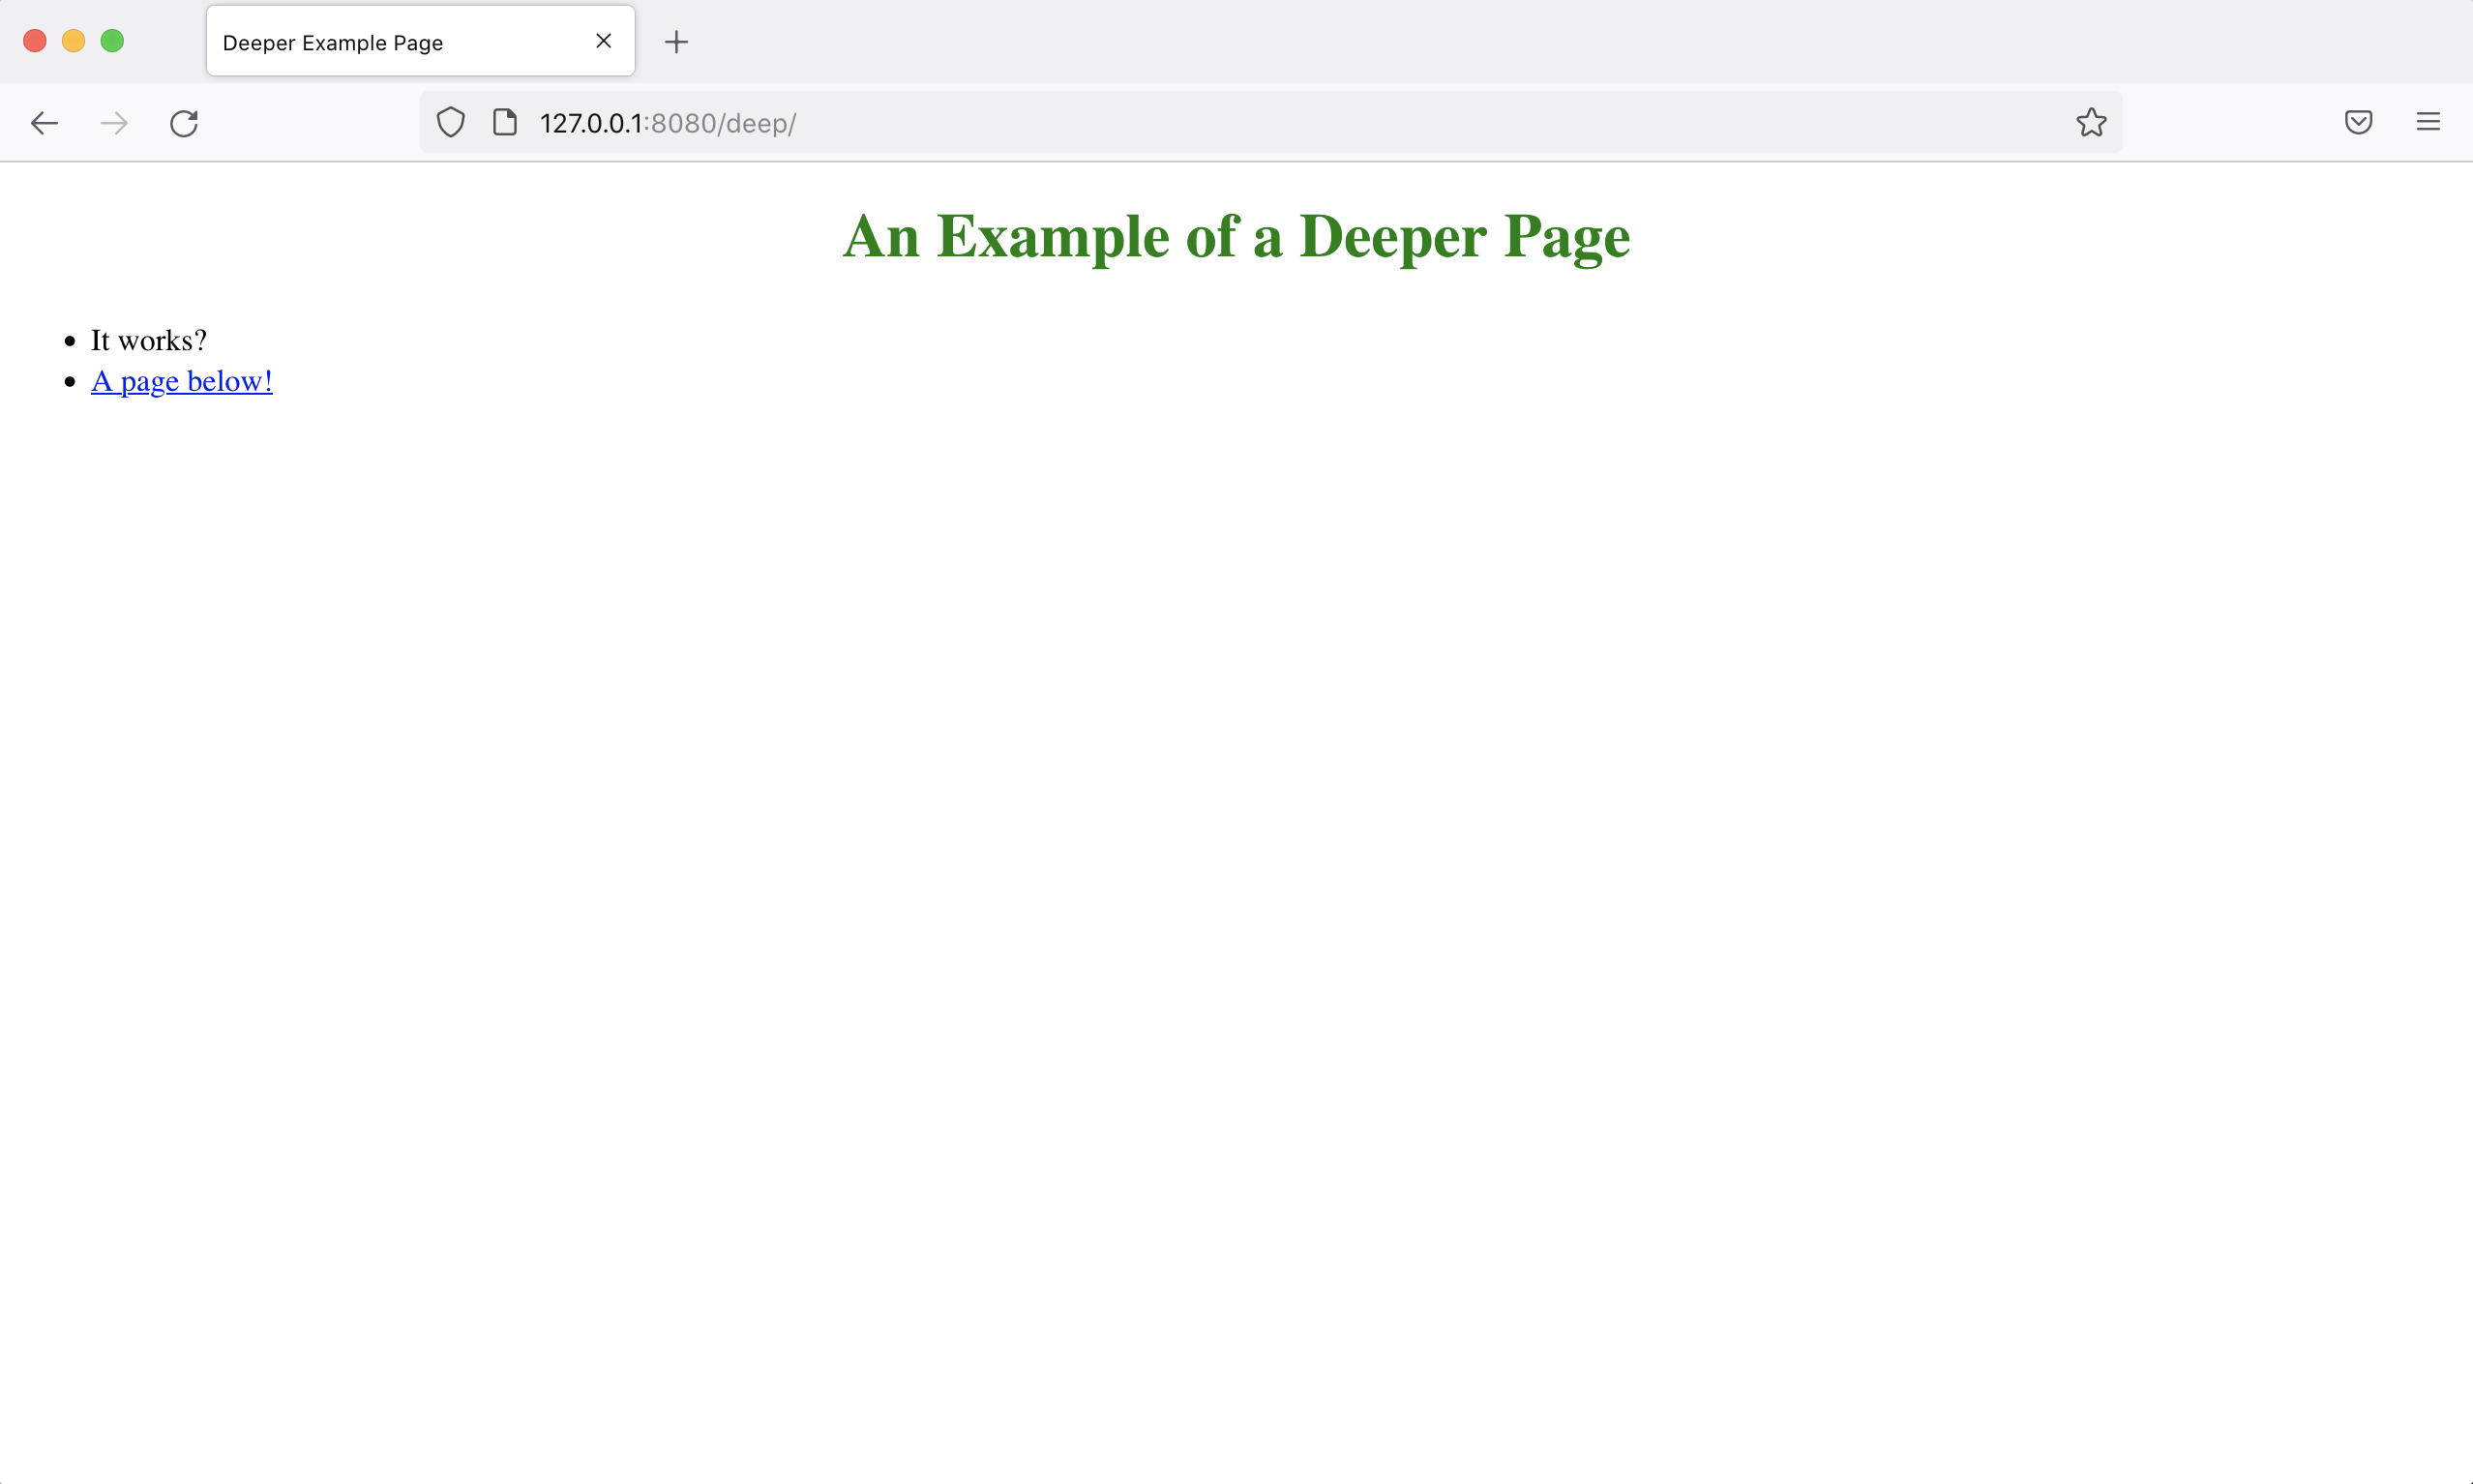 Deeper Example Page
127.0.0.1:8080/deep/
An Example of a Deeper Page
It works?
A page below!